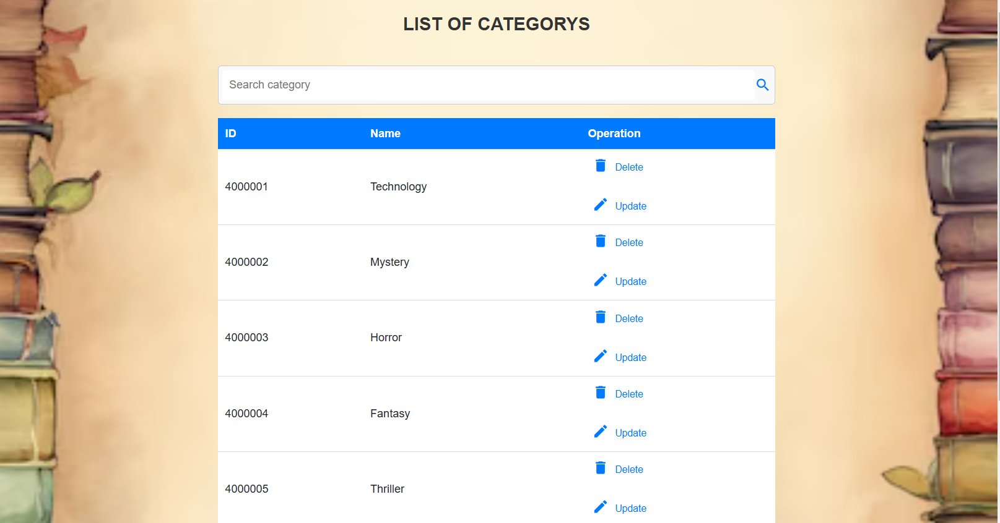 LIST OF CATEGORYS
Search category
ID Name Operation
Delete
4000001 Technology
Update
Delete
4000002 Mystery
Update
Delete
4000003 Horror
Update
Delete
4000004 Fantasy
Update
Delete
4000005 Thriller
Update